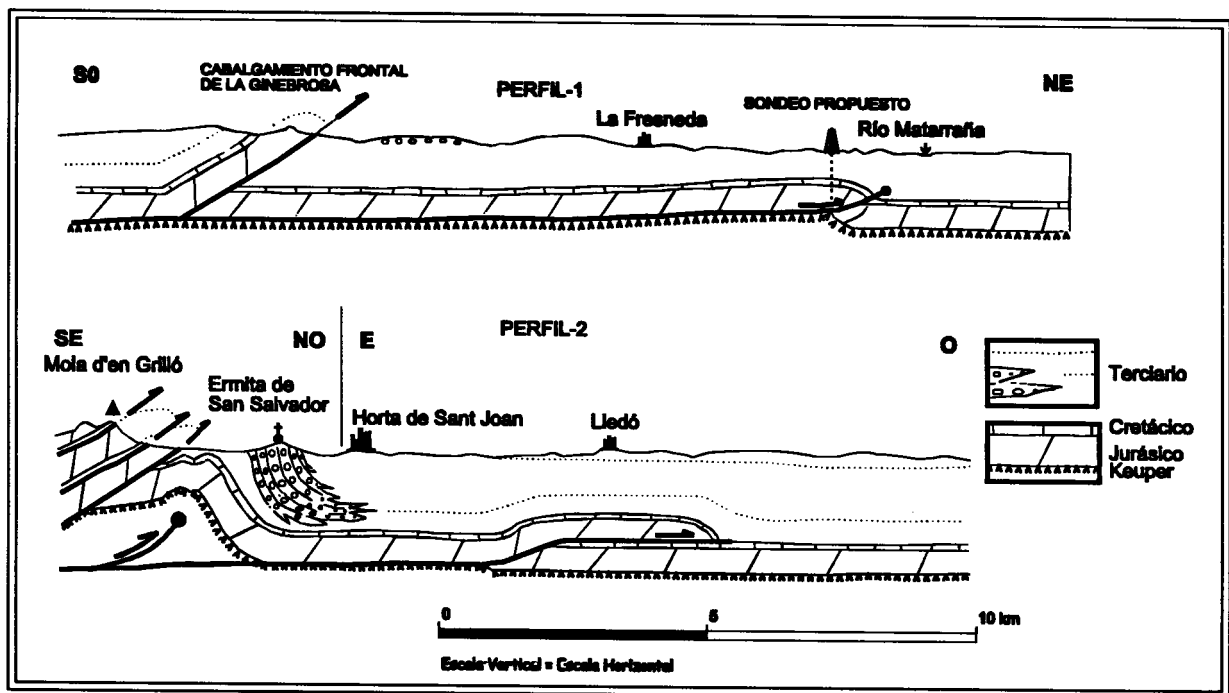 SO
CABALGAMIENTO FRONTAL
DE LA GINEBROSA
PERFIL-1
La Fresneda
SONDEO PROPUESTO
Río Matarraña
NE
SE
NO
E
PERFIL-2
O
Mola d'en Grilló
Ermita de
San Salvador
Horta de Sant Joan
Lledó
Terciario
Cretácico
Jurásico
Keuper
0
5
10 km
Escala Vertical = Escala Horizontal